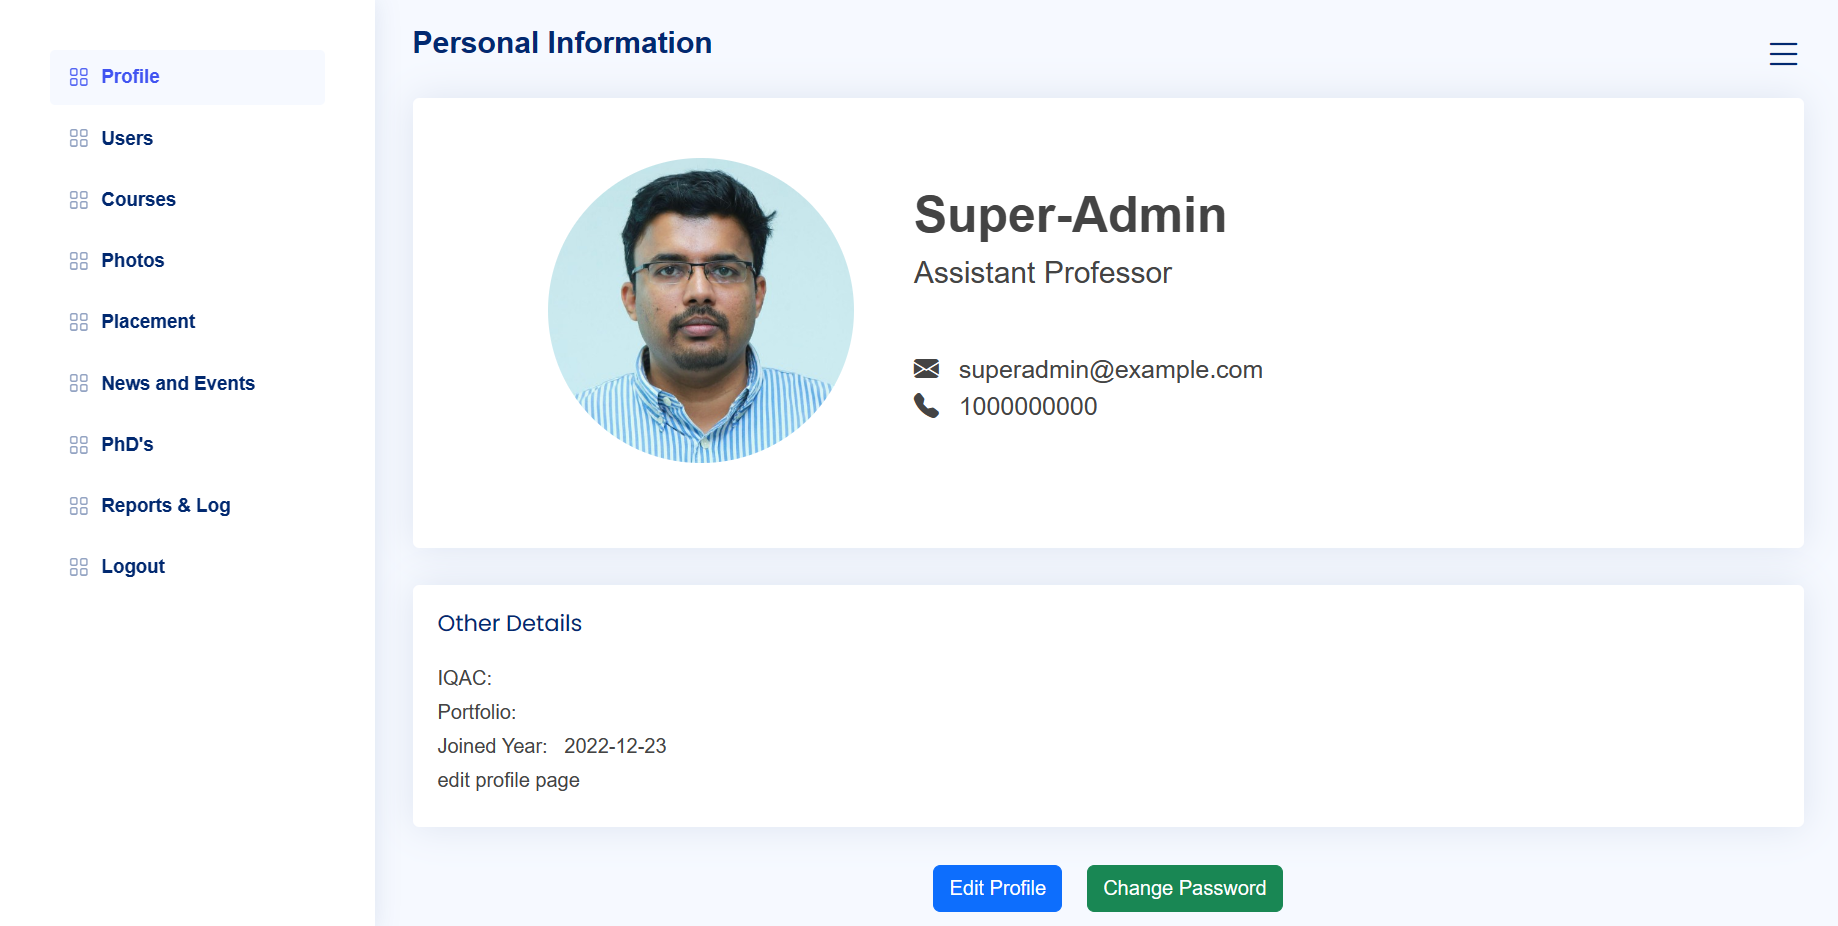 Profile
Users
Courses
Photos
Placement
News and Events
PhD's
Reports & Log
Logout
Personal Information
Super-Admin
Assistant Professor
superadmin@example.com
1000000000
Other Details
IQAC:
Portfolio:
Joined Year: 2022-12-23
edit profile page
Edit Profile
Change Password